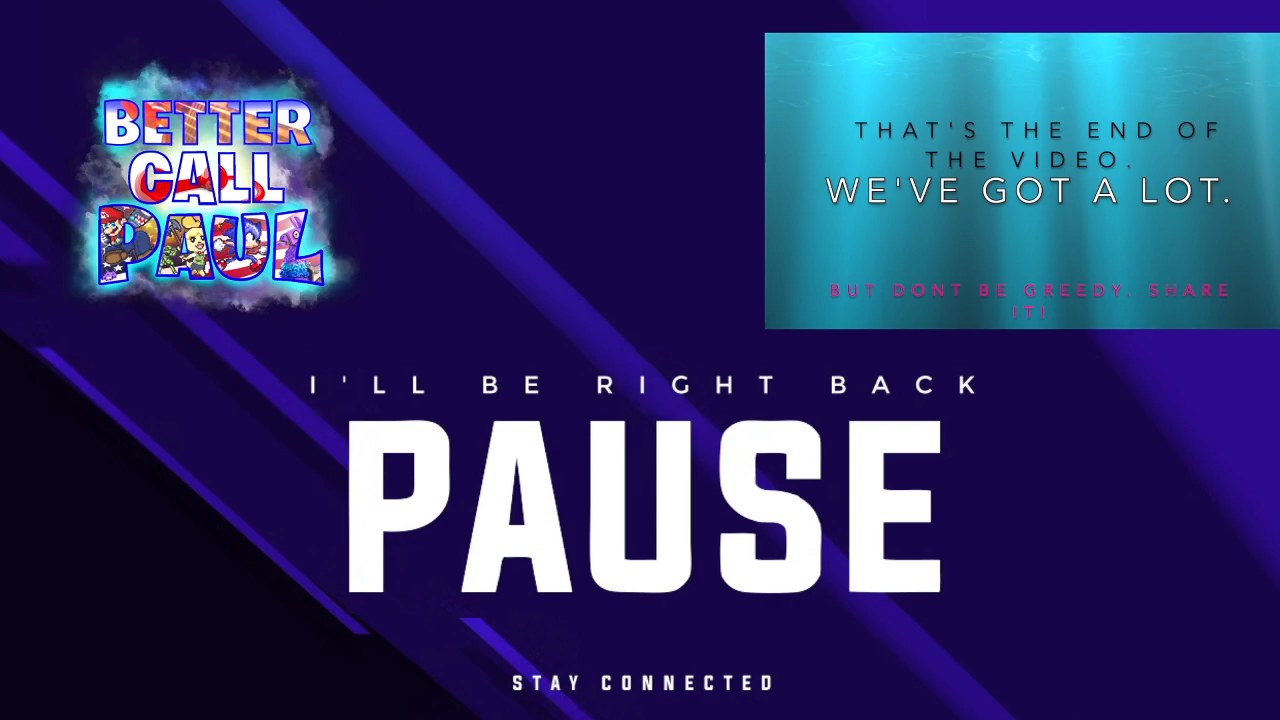 BETTER
CALL
PAUL
THAT'S THE END OF
THE VIDEO.
WE'VE GOT A LOT.
BUT DONT BE GREEDY. SHARE
IT!
I'LL BE RIGHT BACK
PAUSE
STAY CONNECTED